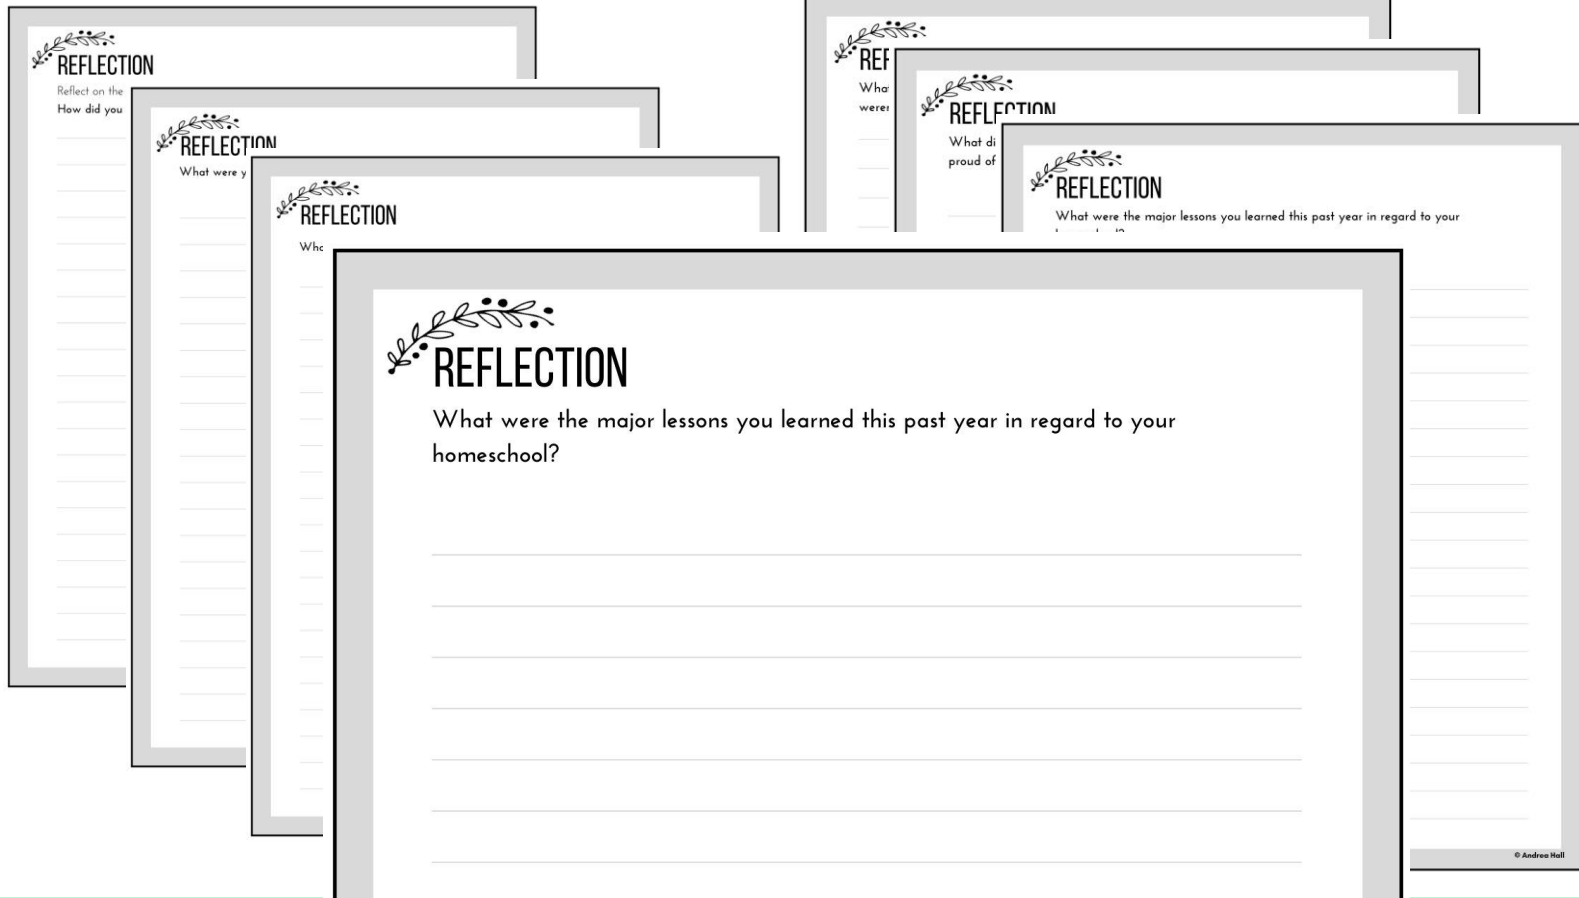 REFLECTION
Reflect on the
How did you
REFLECTION
What were
REFLECTION
REFLECTION
What di
proud of
REFLECTION
What were the major lessons you learned this past year in regard to your
REFLECTION
What were the major lessons you learned this past year in regard to your
homeschool?
© Andrea Hall